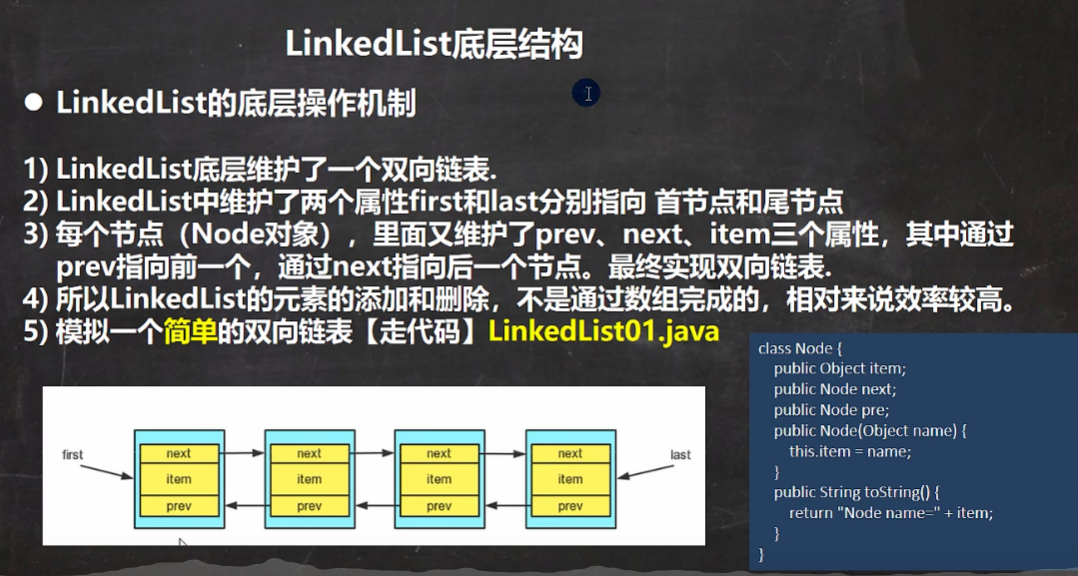 LinkedList底层结构
● LinkedList的底层操作机制
1) LinkedList底层维护了一个双向链表.
2) LinkedList中维护了两个属性first和last分别指向 首节点和尾节点
3) 每个节点（Node对象），里面又维护了prev、next、item三个属性，其中通过
prev指向前一个，通过next指向后一个节点。最终实现双向链表.
4) 所以LinkedList的元素的添加和删除，不是通过数组完成的，相对来说效率较高。
5) 模拟一个简单的双向链表【走代码】LinkedList01.java
first next next next next last
item item item item
prev prev prev prev
class Node {
public Object item;
public Node next;
public Node pre;
public Node(Object name) {
this.item = name;
}
public String toString() {
return "Node name=" + item;
}
}